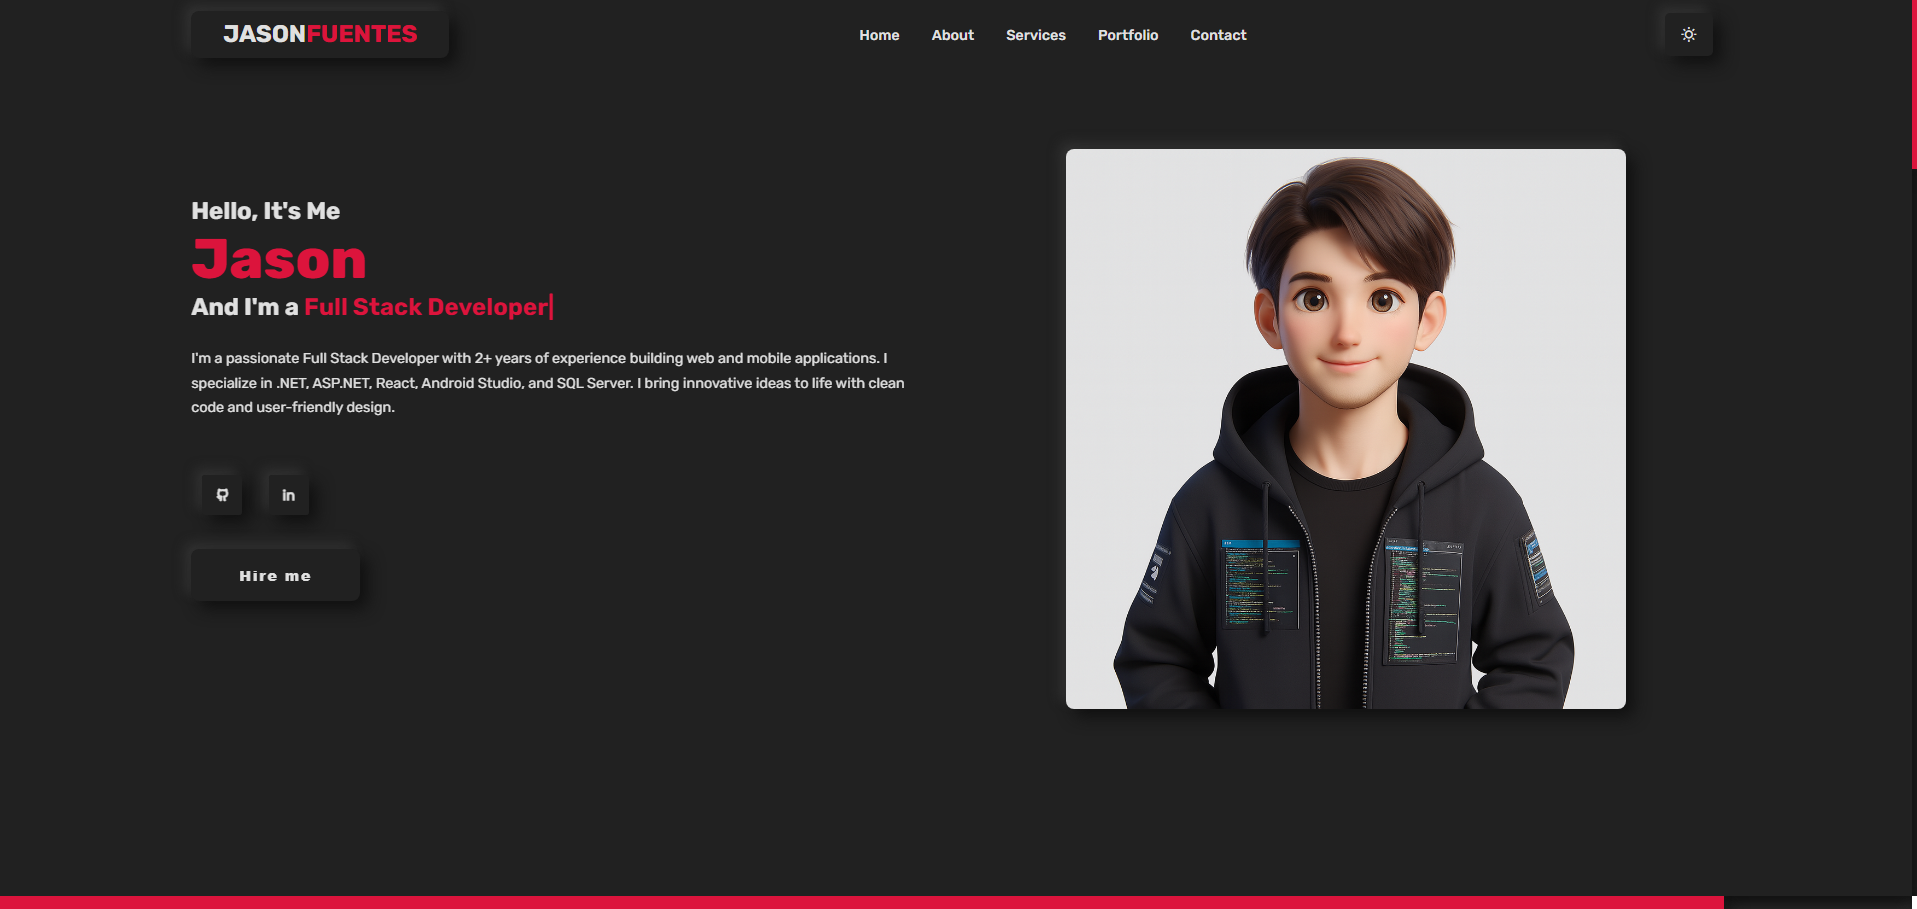 JASONFUENTES
Home About Services Portfolio Contact
Hello, It's Me
Jason
And I'm a Full Stack Developer
I'm a passionate Full Stack Developer with 2+ years of experience building web and mobile applications. I
specialize in .NET, ASP.NET, React, Android Studio, and SQL Server. I bring innovative ideas to life with clean
code and user-friendly design.
in
Hire me